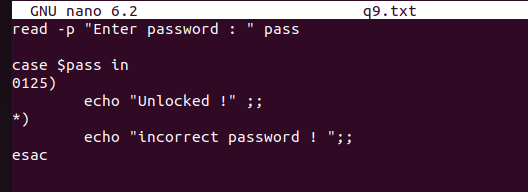 GNU nano 6.2 q9.txt
read -p "Enter password : " pass
case $pass in
0125)
echo "Unlocked !" ;;
*)
echo "incorrect password ! ";;
esac